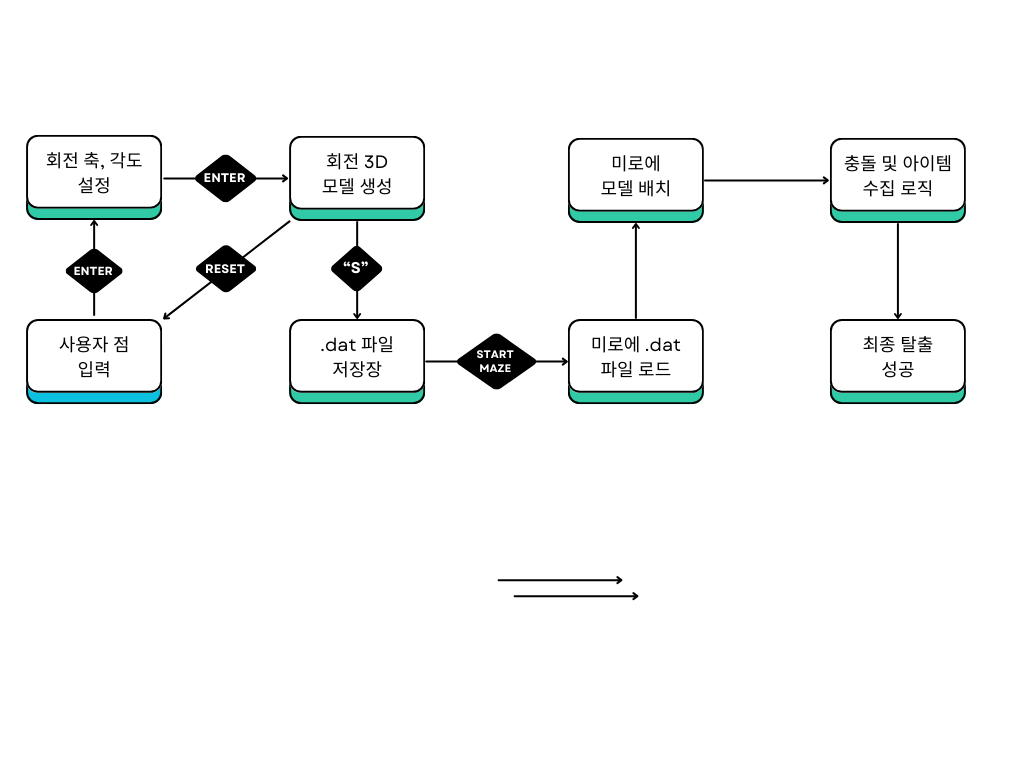 회전 축, 각도
설정
ENTER
회전 3D
모델 생성
미로에
모델 배치
충돌 및 아이템
수집 로직
ENTER
RESET
“S”
사용자 점
입력
.dat 파일
저장장
START
MAZE
미로에 .dat
파일 로드
최종 탈출
성공